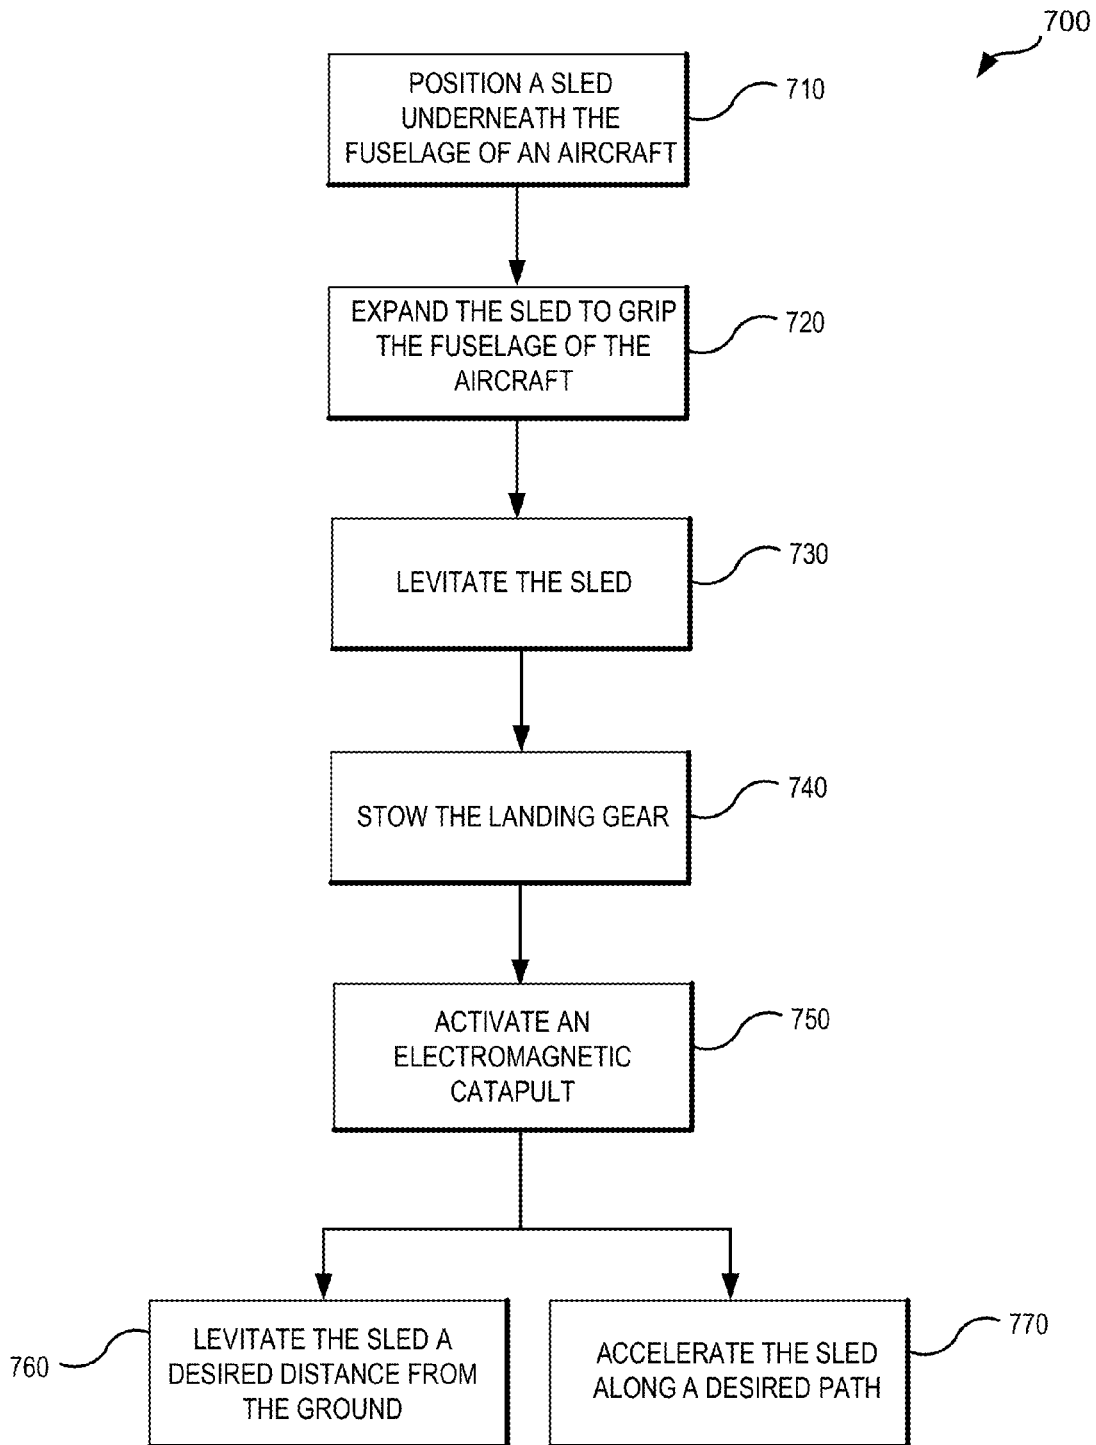 700
POSITION A SLED
UNDERNEATH THE
FUSELAGE OF AN AIRCRAFT
710
EXPAND THE SLED TO GRIP
THE FUSELAGE OF THE
AIRCRAFT
720
LEVITATE THE SLED
730
STOW THE LANDING GEAR
740
ACTIVATE AN
ELECTROMAGNETIC
CATAPULT
750
760
LEVITATE THE SLED A
DESIRED DISTANCE FROM
THE GROUND
ACCELERATE THE SLED
ALONG A DESIRED PATH
770